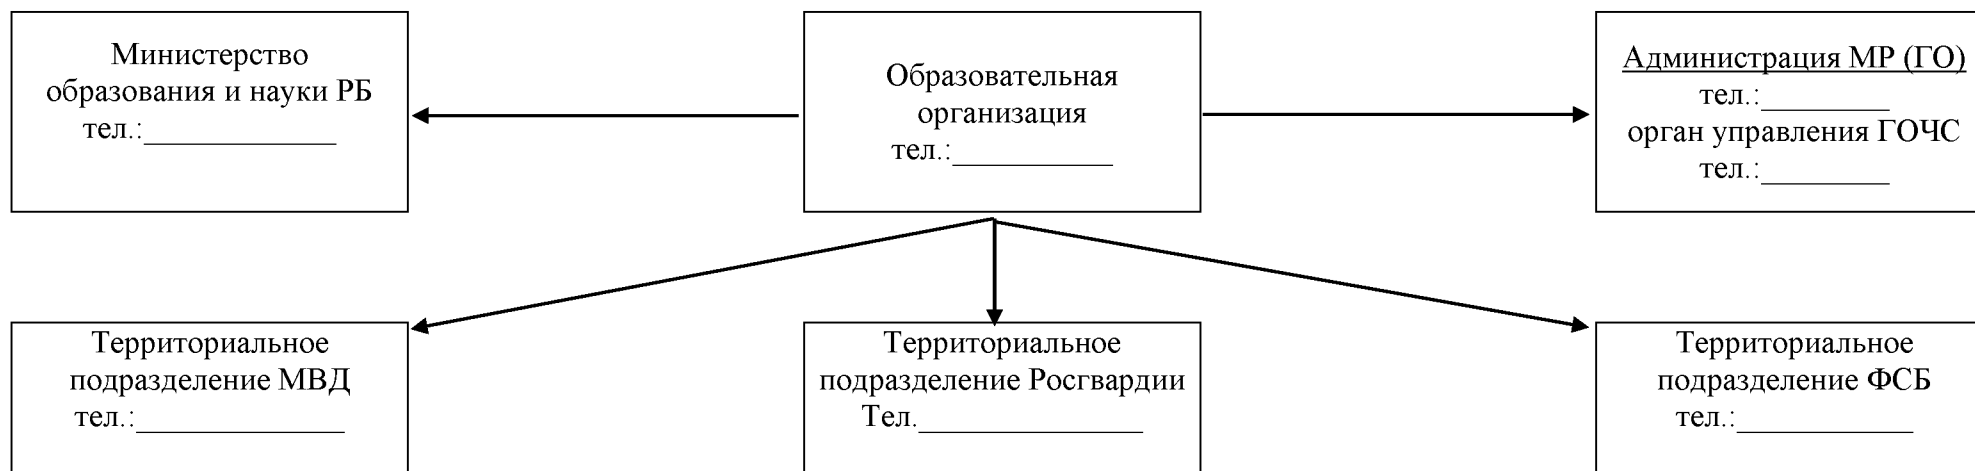 Министерство
образования и науки РБ
тел.:____________
Образовательная
организация
тел.:__________
Администрация МР (ГО)
тел.:________
орган управления ГОЧС
тел.:________
Территориальное
подразделение МВД
тел.:_____________
Территориальное
подразделение Росгвардии
Тел.______________
Территориальное
подразделение ФСБ
тел.:___________